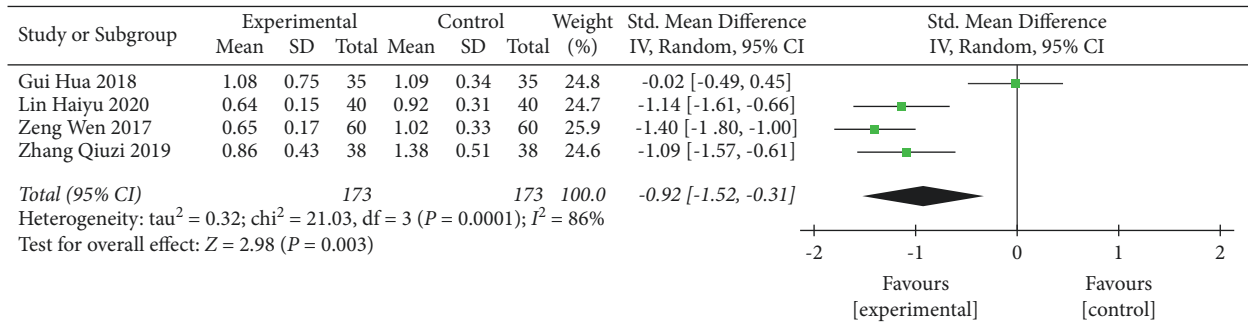 Study or Subgroup Experimental Control Weight (%) Std. Mean Difference Std. Mean Difference
Mean SD Total Mean SD Total IV, Random, 95% CI IV, Random, 95% CI
Gui Hua 2018 1.08 0.75 35 1.09 0.34 35 24.8 -0.02 [-0.49, 0.45]
Lin Haiyu 2020 0.64 0.15 40 0.92 0.31 40 24.7 -1.14 [-1.61, -0.66]
Zeng Wen 2017 0.65 0.17 60 1.02 0.33 60 25.9 -1.40 [-1 .80, -1.00]
Zhang Qiuzi 2019 0.86 0.43 38 1.38 0.51 38 24.6 -1.09 [-1.57, -0.61]
Total (95% CI) 173 173 100.0 -0.92 [-1.52, -0.31]
Heterogeneity: tau² = 0.32; chi² = 21.03, df = 3 (P = 0.0001); I² = 86%
Test for overall effect: Z = 2.98 (P = 0.003)
-2 -1 0 1 2
Favours Favours
[experimental] [control]